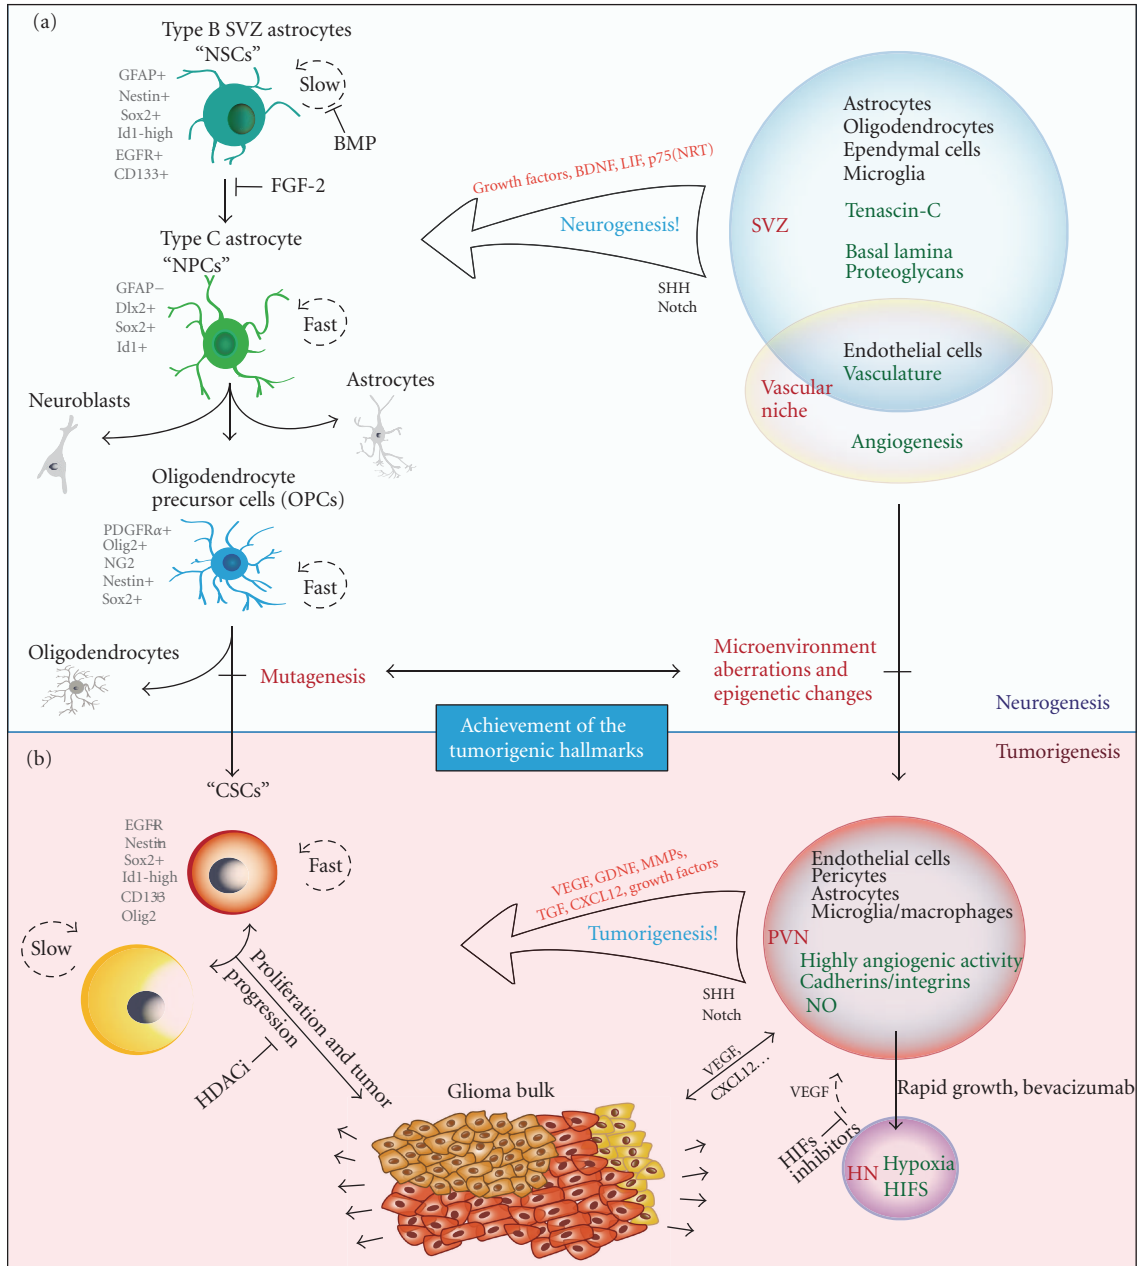 (a)
Type B SVZ astrocytes
“NSCs”
GFAP+
Nestin+
Sox2+
Id1-high
EGFR+
CD133+
Slow
BMP
FGF-2
Type C astrocyte
“NPCs”
GFAP−
Dlx2+
Sox2+
Id1+
Fast
Neuroblasts
Astrocytes
Oligodendrocyte
precursor cells (OPCs)
PDGFRα+
Olig2+
NG2
Nestin+
Sox2+
Fast
Oligodendrocytes
Mutagenesis
Growth factors, BDNF, LIF, p75(NRT)
Neurogenesis!
SHH
Notch
SVZ
Astrocytes
Oligodendrocytes
Ependymal cells
Microglia
Tenascin-C
Basal lamina
Proteoglycans
Endothelial cells
Vasculature
Vascular
niche
Angiogenesis
Microenvironment
aberrations and
epigenetic changes
Neurogenesis
Achievement of the
tumorigenic hallmarks
Tumorigenesis
(b)
“CSCs”
EGFR+
Nestin+
Sox2+
Id1-high
CD133+
Olig2
Fast
Slow
Proliferation and tumor
progression
HDACi
VEGF, GDNF, MMPs,
TGF, CXCL12, growth factors
Tumorigenesis!
SHH
Notch
Endothelial cells
Pericytes
Astrocytes
Microglia/macrophages
PVN
Highly angiogenic activity
Cadherins/integrins
NO
VEGF,
CXCL12...
Glioma bulk
VEGF
Rapid growth, bevacizumab
HIFs
inhibitors
HN
Hypoxia
HIFS